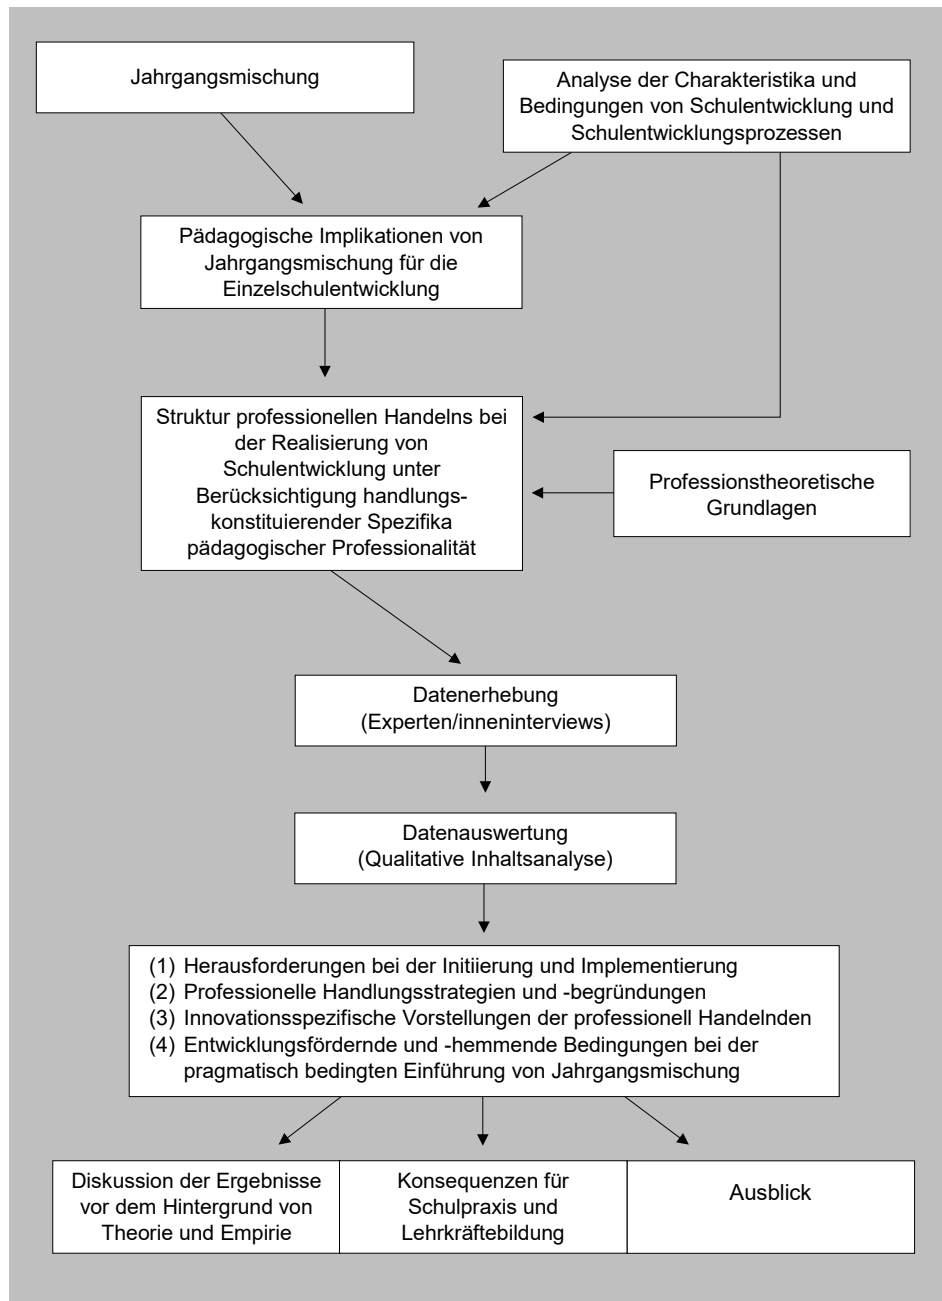 Jahrgangsmischung
Analyse der Charakteristika und
Bedingungen von Schulentwicklung und
Schulentwicklungsprozessen
Pädagogische Implikationen von
Jahrgangsmischung für die
Einzelschulentwicklung
Struktur professionellen Handelns bei
der Realisierung von
Schulentwicklung unter
Berücksichtigung handlungs-
konstituierender Spezifika
pädagogischer Professionalität
Professionstheoretische
Grundlagen
Datenerhebung
(Experten/inneninterviews)
Datenauswertung
(Qualitative Inhaltsanalyse)
(1) Herausforderungen bei der Initiierung und Implementierung
(2) Professionelle Handlungsstrategien und -begründungen
(3) Innovationsspezifische Vorstellungen der professionell Handelnden
(4) Entwicklungsfördernde und -hemmende Bedingungen bei der
pragmatisch bedingten Einführung von Jahrgangsmischung
Diskussion der Ergebnisse
vor dem Hintergrund von
Theorie und Empirie
Konsequenzen für
Schulpraxis und
Lehrkräftebildung
Ausblick